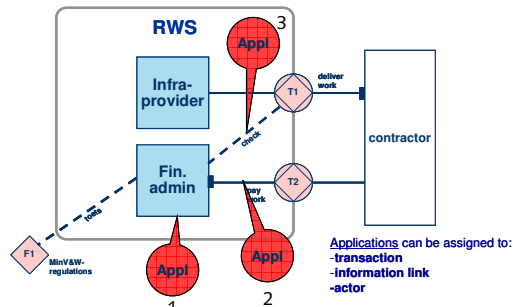 RWS
3
Appl
Infra-
provider
T1
deliver
work
check
contractor
Fin.
admin
T2
pay
work
toets
F1
MinV&W-
regulations
Appl
1
Appl
2
Applications can be assigned to:
-transaction
-information link
-actor